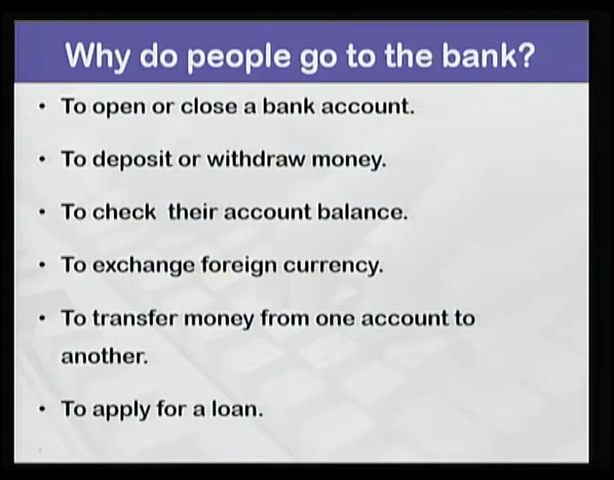 Why do people go to the bank?
• To open or close a bank account.
• To deposit or withdraw money.
• To check their account balance.
• To exchange foreign currency.
• To transfer money from one account to
another.
• To apply for a loan.